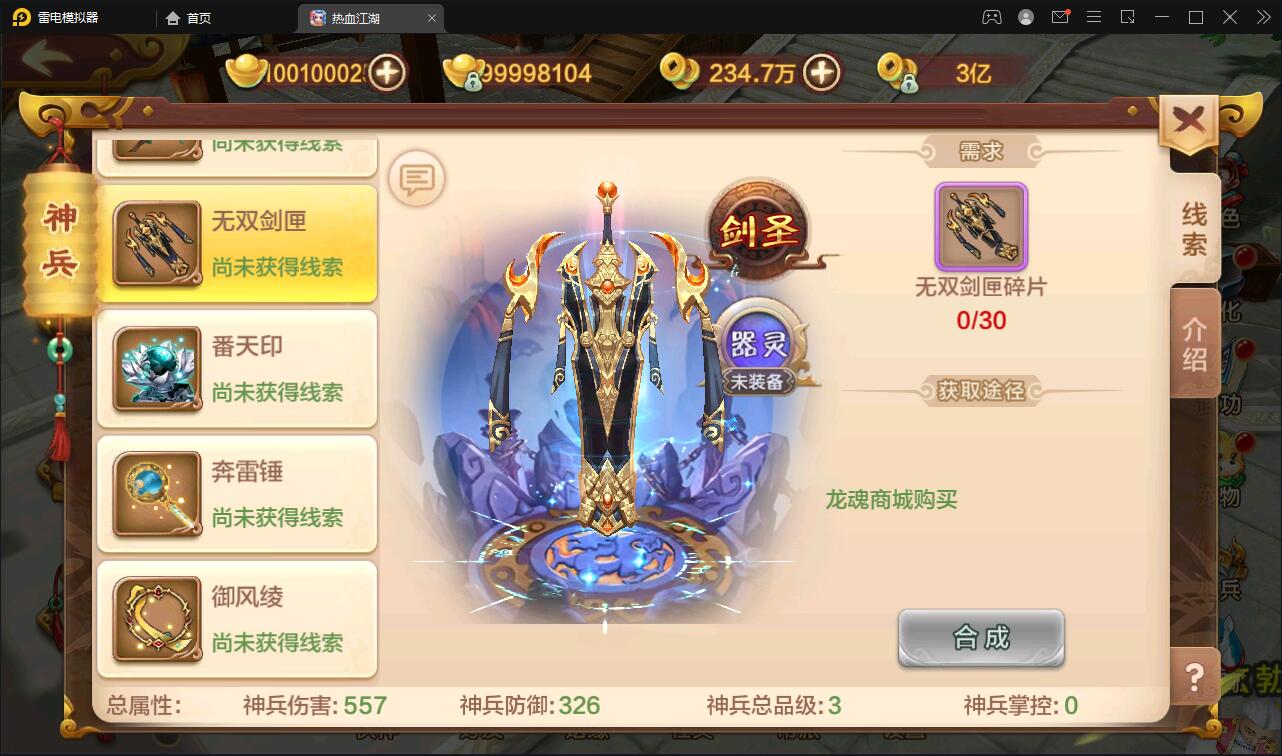 雷电模拟器
首页
热血江湖
10010002
99998104
234.7万
3亿
神兵
尚未获得线索
无双剑匣
尚未获得线索
番天印
尚未获得线索
奔雷锤
尚未获得线索
御风绫
尚未获得线索
剑圣
器灵
未装备
需求
无双剑匣碎片
0/30
获取途径
龙魂商城购买
合成
线索
介绍
?
色
化
功
宠物
兵
总属性:
神兵伤害:557
神兵防御:326
神兵总品级:3
神兵掌控:0